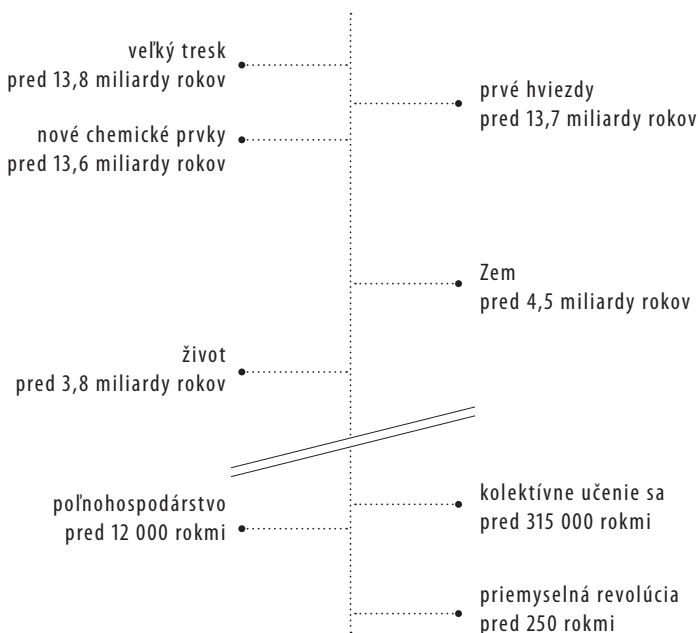 veľký tresk
pred 13,8 miliardy rokov
prvé hviezdy
pred 13,7 miliardy rokov
nové chemické prvky
pred 13,6 miliardy rokov
Zem
pred 4,5 miliardy rokov
život
pred 3,8 miliardy rokov
kolektívne učenie sa
pred 315 000 rokmi
poľnohospodárstvo
pred 12 000 rokmi
priemyselná revolúcia
pred 250 rokmi